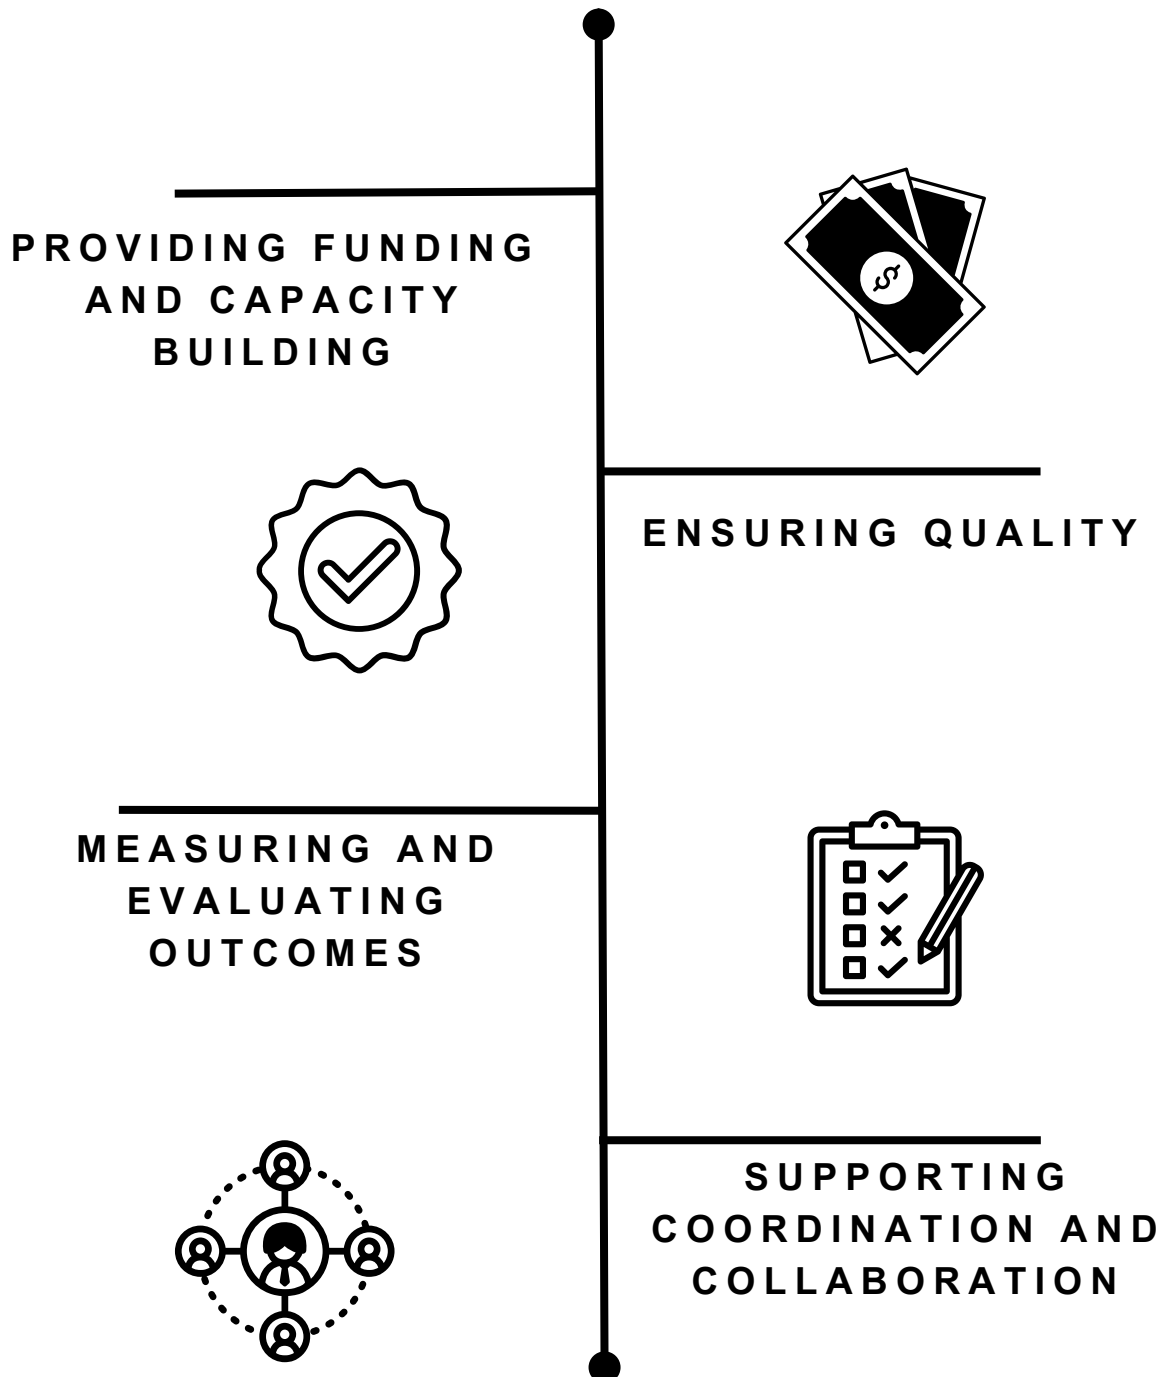 PROVIDING FUNDING
AND CAPACITY
BUILDING
$
ENSURING QUALITY
MEASURING AND
EVALUATING
OUTCOMES
SUPPORTING
COORDINATION AND
COLLABORATION